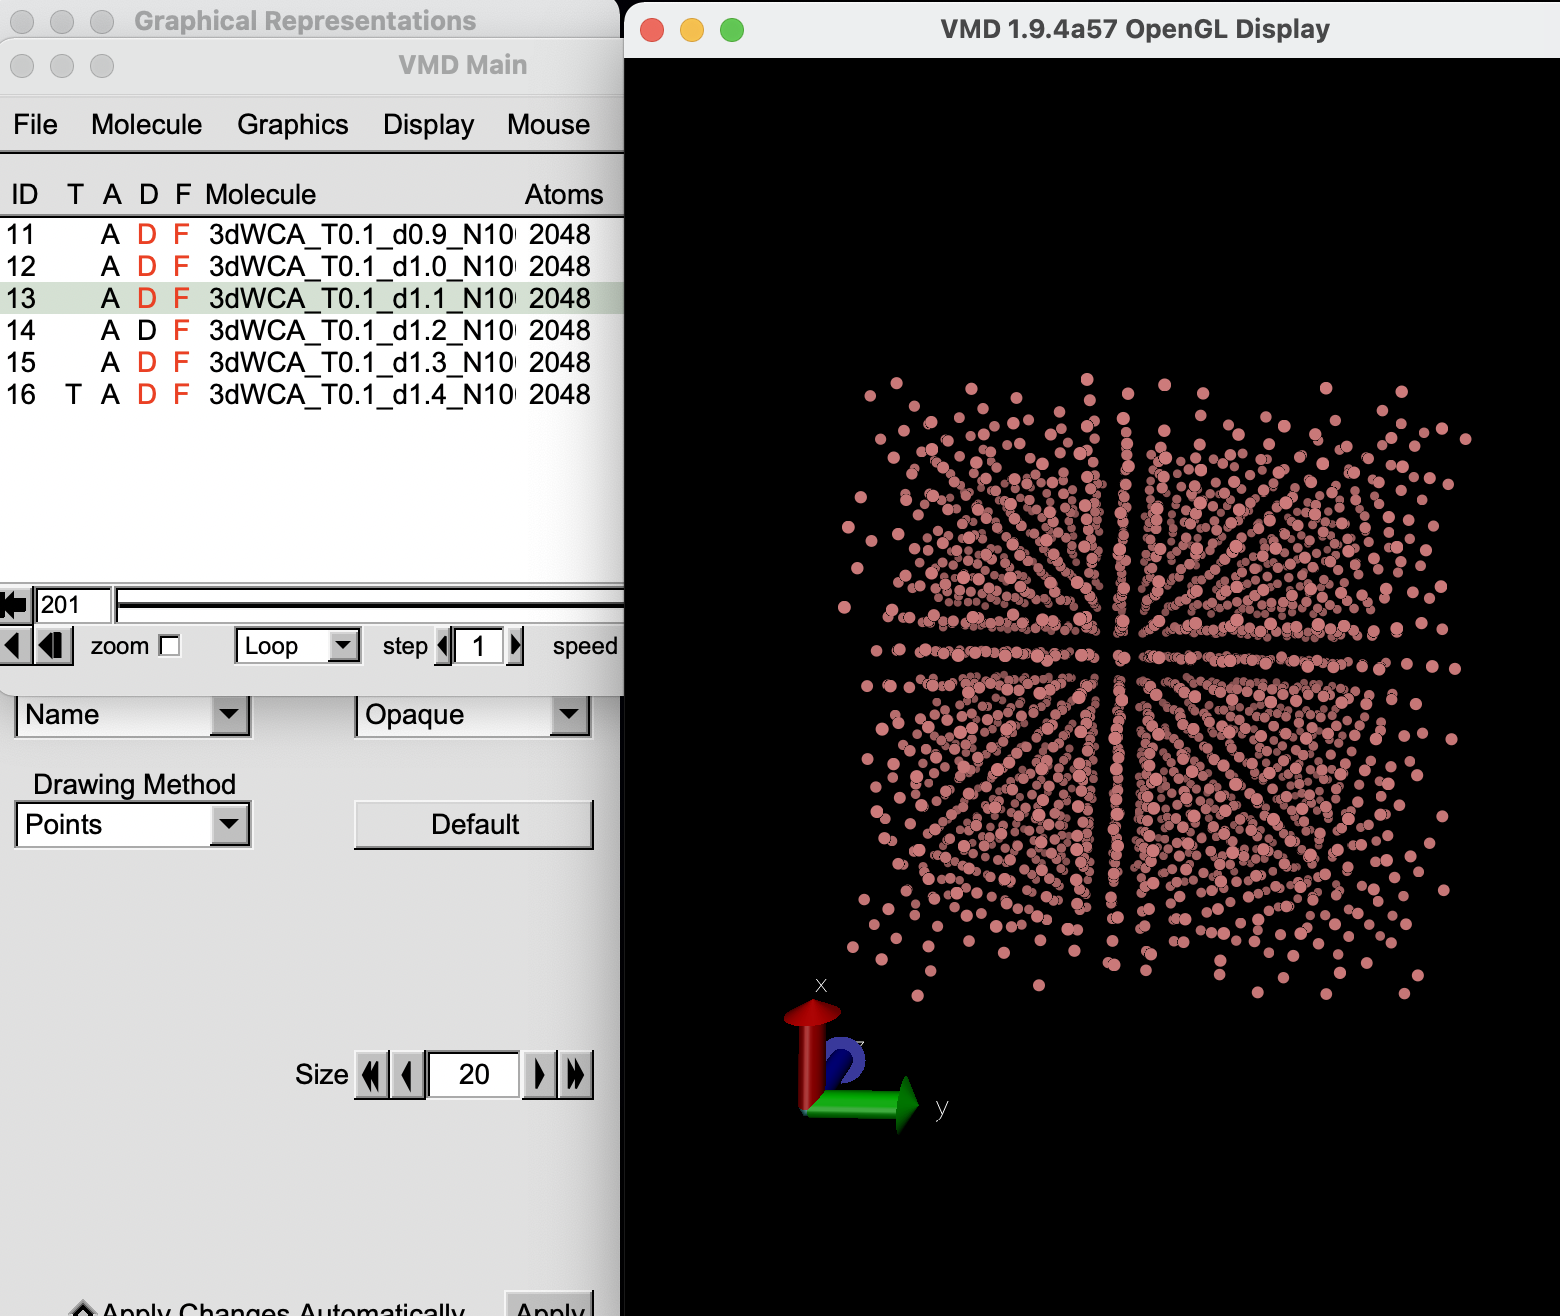 Graphical Representations
VMD Main
File Molecule Graphics Display Mouse
ID T A D F Molecule Atoms
11 A D F 3dWCA_T0.1_d0.9_N10 2048
12 A D F 3dWCA_T0.1_d1.0_N10 2048
13 A D F 3dWCA_T0.1_d1.1_N10 2048
14 A D F 3dWCA_T0.1_d1.2_N10 2048
15 A D F 3dWCA_T0.1_d1.3_N10 2048
16 T A D F 3dWCA_T0.1_d1.4_N10 2048
201
zoom Loop step 1 speed
Name Opaque
Drawing Method
Points Default
Size 20
Apply Changes Automatically Apply
VMD 1.9.4a57 OpenGL Display
x
z
y